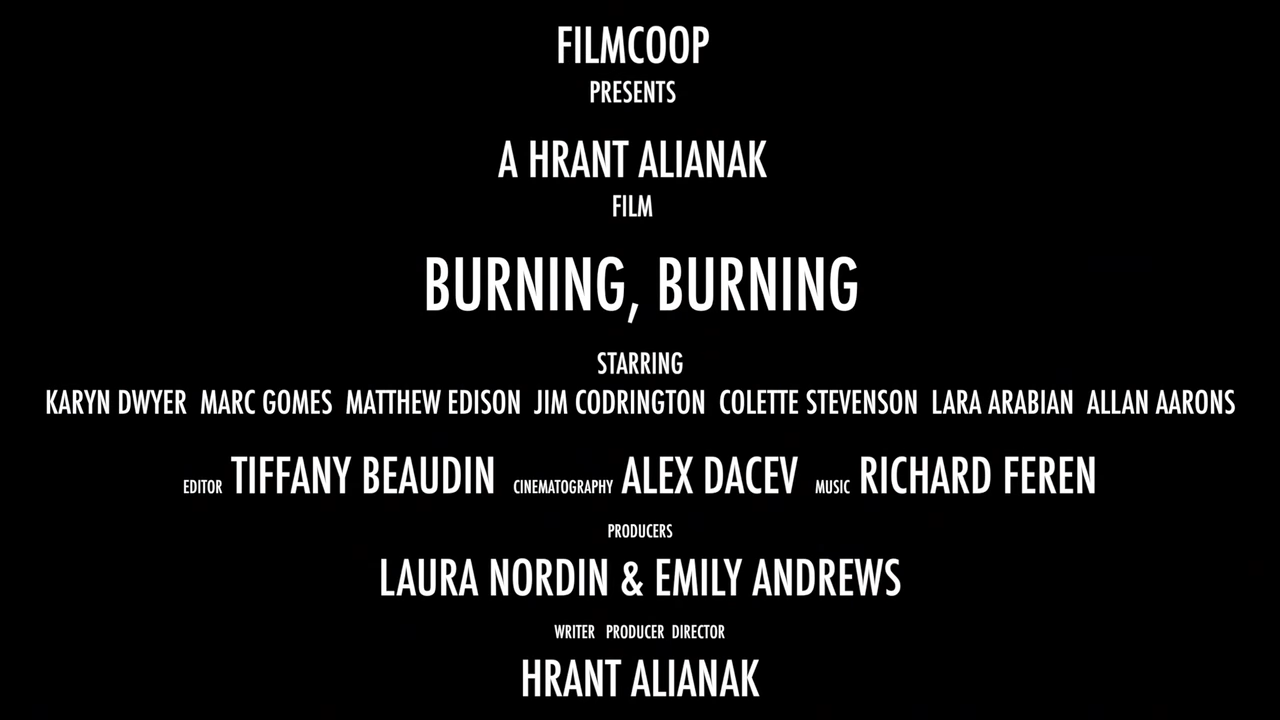 FILMCOOP
PRESENTS
A HRANT ALIANAK
FILM
BURNING, BURNING
STARRING
KARYN DWYER MARC GOMES MATTHEW EDISON JIM CODRINGTON COLETTE STEVENSON LARA ARABIAN ALLAN AARONS
EDITOR TIFFANY BEAUDIN CINEMATOGRAPHY ALEX DACEV MUSIC RICHARD FEREN
PRODUCERS
LAURA NORDIN & EMILY ANDREWS
WRITER PRODUCER DIRECTOR
HRANT ALIANAK